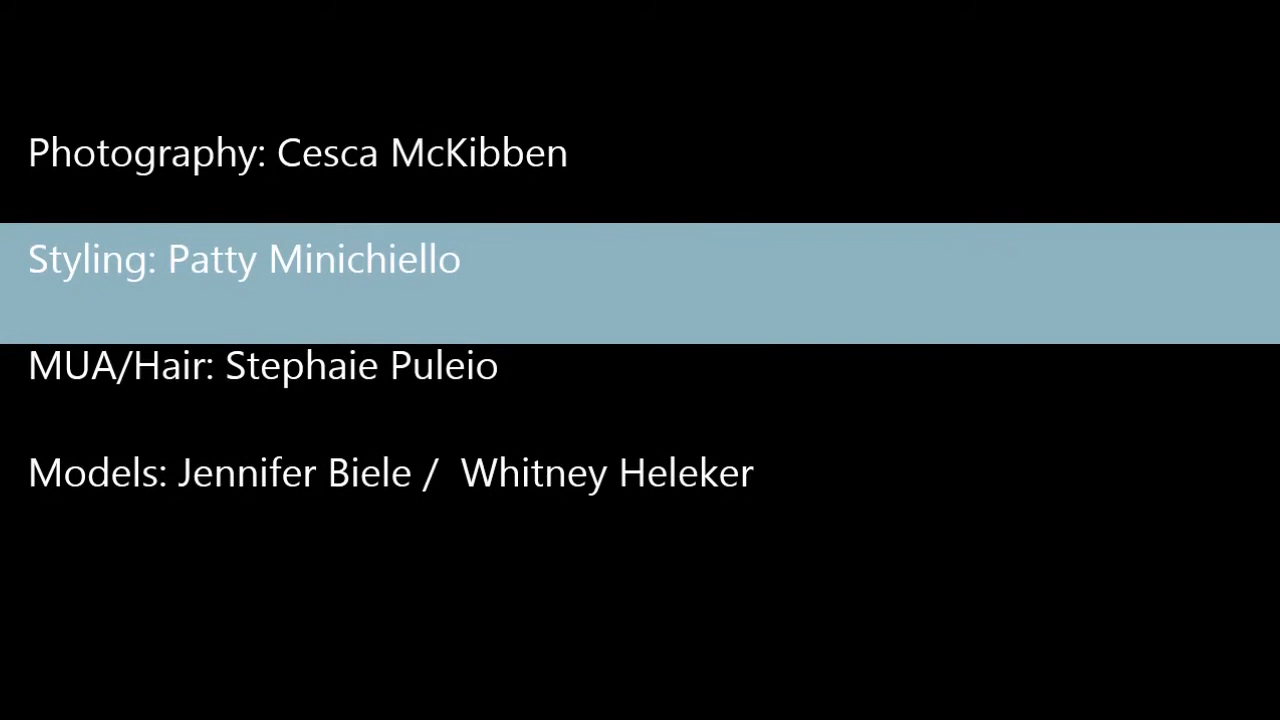 Photography: Cesca McKibben
Styling: Patty Minichiello
MUA/Hair: Stephaie Puleio
Models: Jennifer Biele /  Whitney Heleker